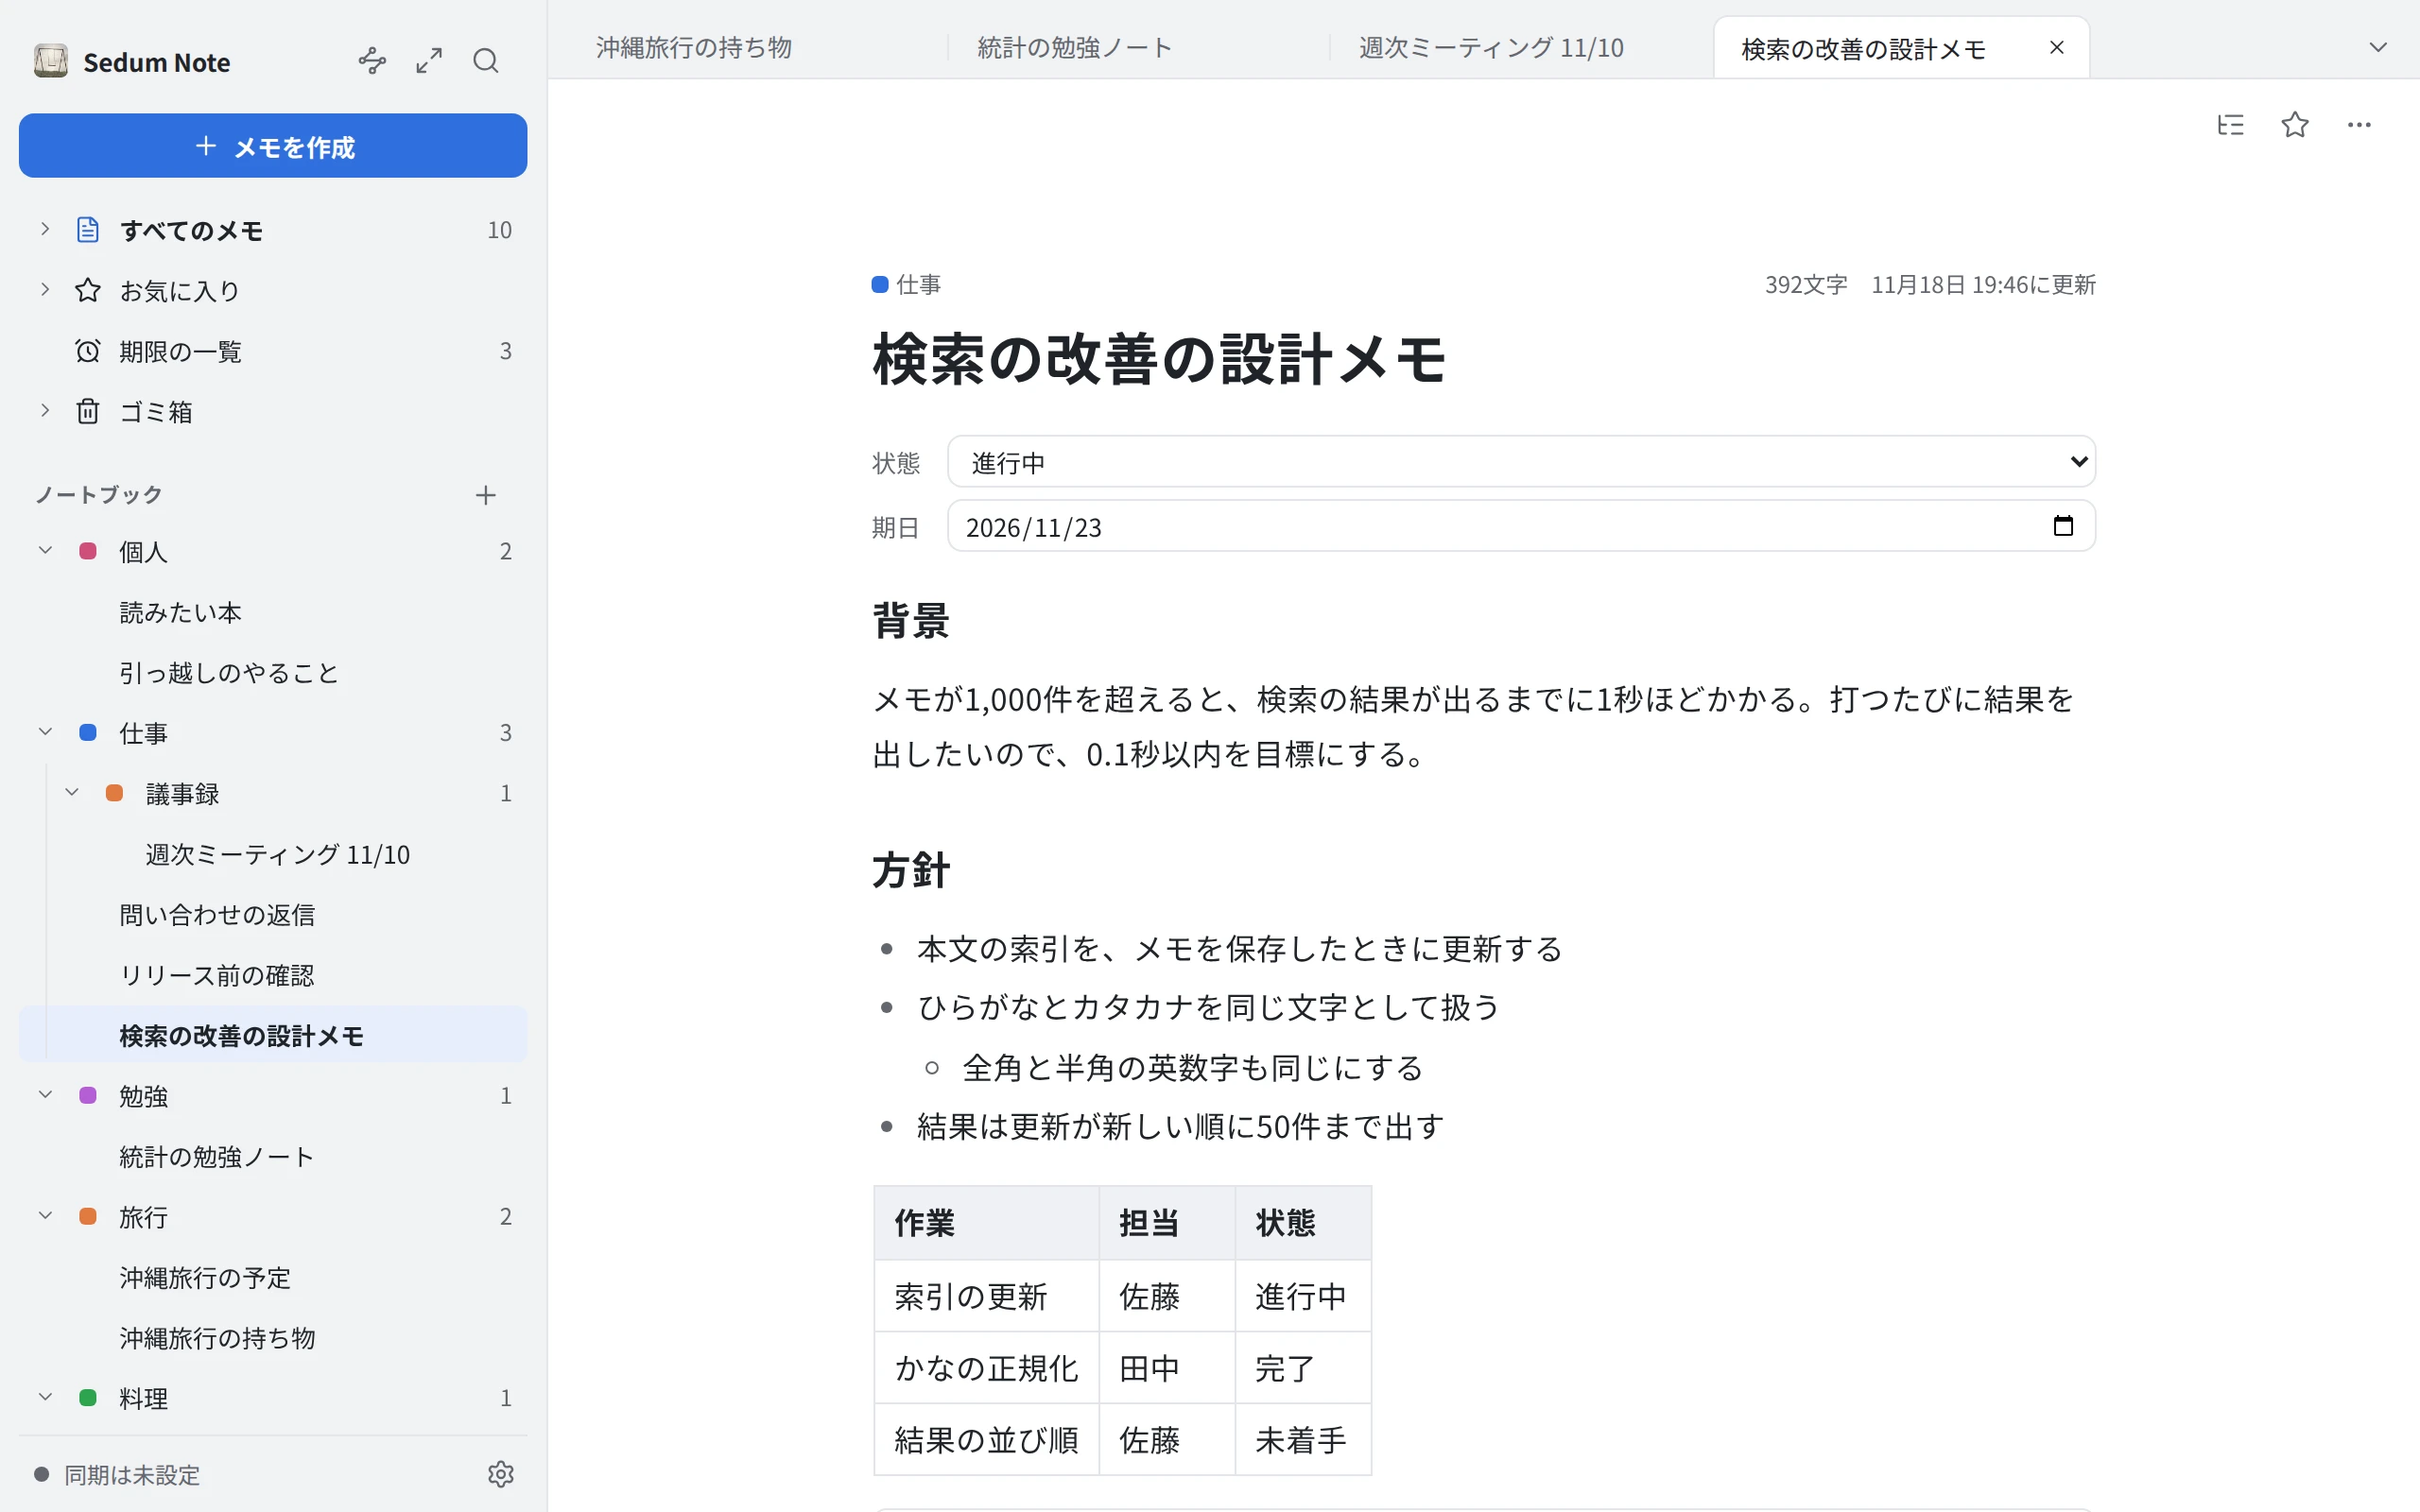 Sedum Note
メモを作成
すべてのメモ 10
お気に入り
期限の一覧 3
ゴミ箱
ノートブック
個人 2
読みたい本
引っ越しのやること
仕事 3
議事録 1
週次ミーティング 11/10
問い合わせの返信
リリース前の確認
検索の改善の設計メモ
勉強 1
統計の勉強ノート
旅行 2
沖縄旅行の予定
沖縄旅行の持ち物
料理 1
同期は未設定
沖縄旅行の持ち物
統計の勉強ノート
週次ミーティング 11/10
検索の改善の設計メモ
仕事
392文字 11月18日 19:46に更新
検索の改善の設計メモ
状態 進行中
期日 2026/11/23
背景
メモが1,000件を超えると、検索の結果が出るまでに1秒ほどかかる。打つたびに結果を
出したいので、0.1秒以内を目標にする。
方針
本文の索引を、メモを保存したときに更新する
ひらがなとカタカナを同じ文字として扱う
全角と半角の英数字も同じにする
結果は更新が新しい順に50件まで出す
作業 担当 状態
索引の更新 佐藤 進行中
かなの正規化 田中 完了
結果の並び順 佐藤 未着手